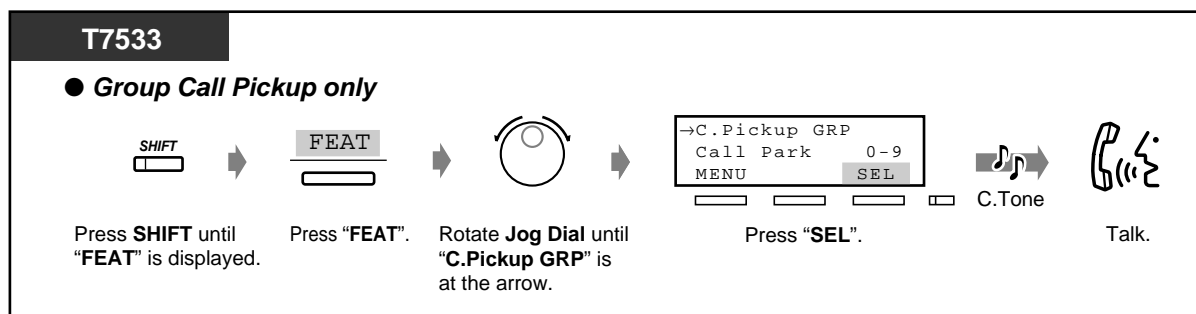 T7533
● Group Call Pickup only
SHIFT
FEAT
→C.Pickup GRP
Call Park 0-9
MENU SEL
C.Tone
Press SHIFT until
“FEAT” is displayed.
Press “FEAT”.
Rotate Jog Dial until
“C.Pickup GRP” is
at the arrow.
Press “SEL”.
Talk.